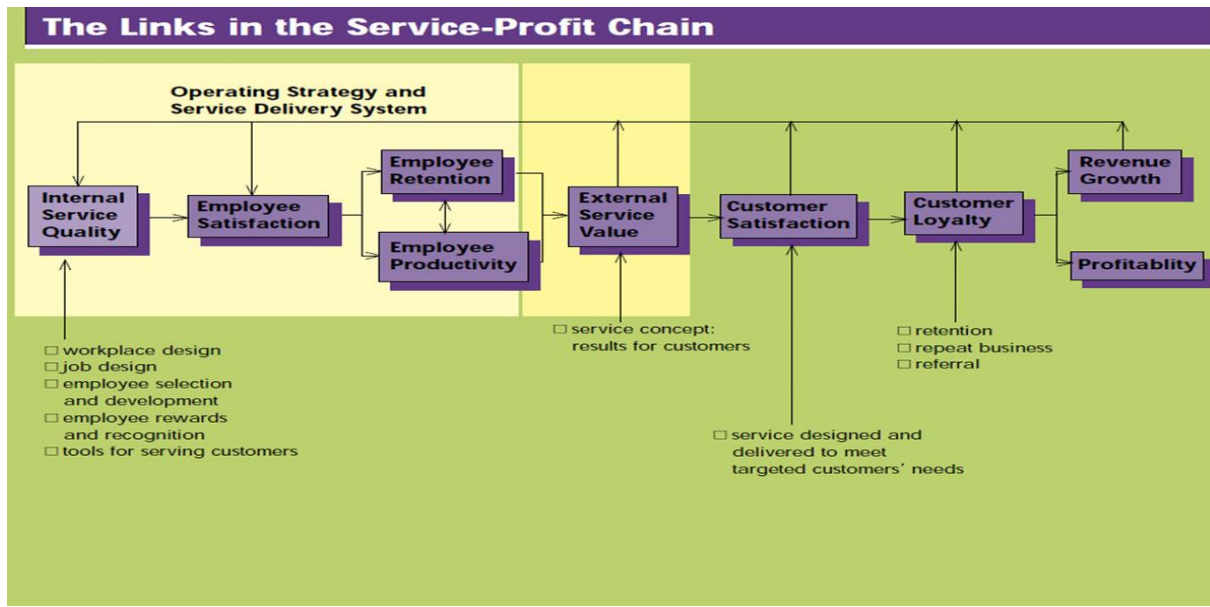 The Links in the Service-Profit Chain
Operating Strategy and
Service Delivery System
Internal
Service
Quality
Employee
Satisfaction
Employee
Retention
Employee
Productivity
External
Service
Value
Customer
Satisfaction
Customer
Loyalty
Revenue
Growth
Profitablity
□ workplace design
□ job design
□ employee selection
and development
□ employee rewards
and recognition
□ tools for serving customers
□ service concept:
results for customers
□ service designed and
delivered to meet
targeted customers´ needs
□ retention
□ repeat business
□ referral